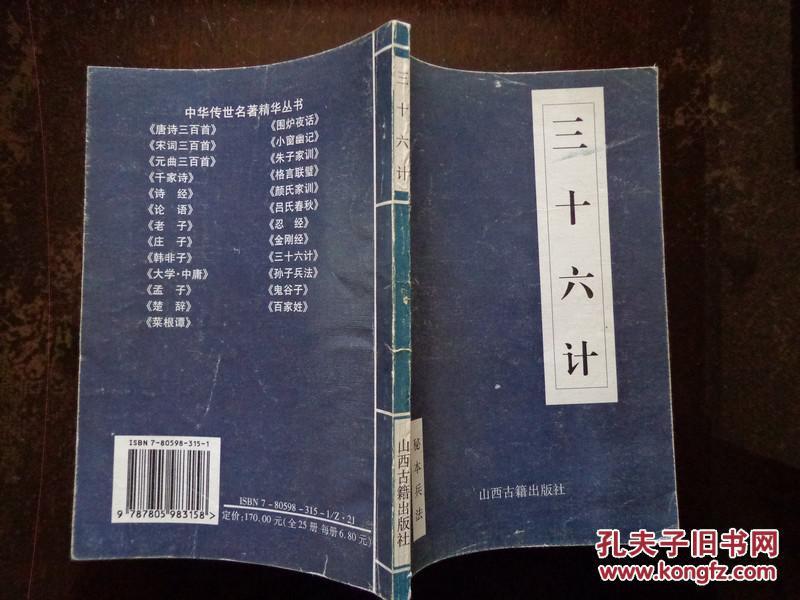 中华传世名著精华丛书
《唐诗三百首》
《宋词三百首》
《元曲三百首》
《千家诗》
《诗 经》
《论 语》
《老 子》
《庄 子》
《韩非子》
《大学·中庸》
《孟 子》
《楚 辞》
《菜根谭》
《围炉夜话》
《小窗幽记》
《朱子家训》
《格言联璧》
《颜氏家训》
《吕氏春秋》
《忍 经》
《金刚经》
《三十六计》
《孙子兵法》
《鬼谷子》
《百家姓》
ISBN 7-80598-315-1
9 787805 983158 >
ISBN 7 - 80598 - 315 - 1/Z·21
定价:170.00元(全25册 每册6.80元)
三十六计
山西古籍出版社
秘本兵法
三十六计
山西古籍出版社
孔夫子旧书网
www.kongfz.com